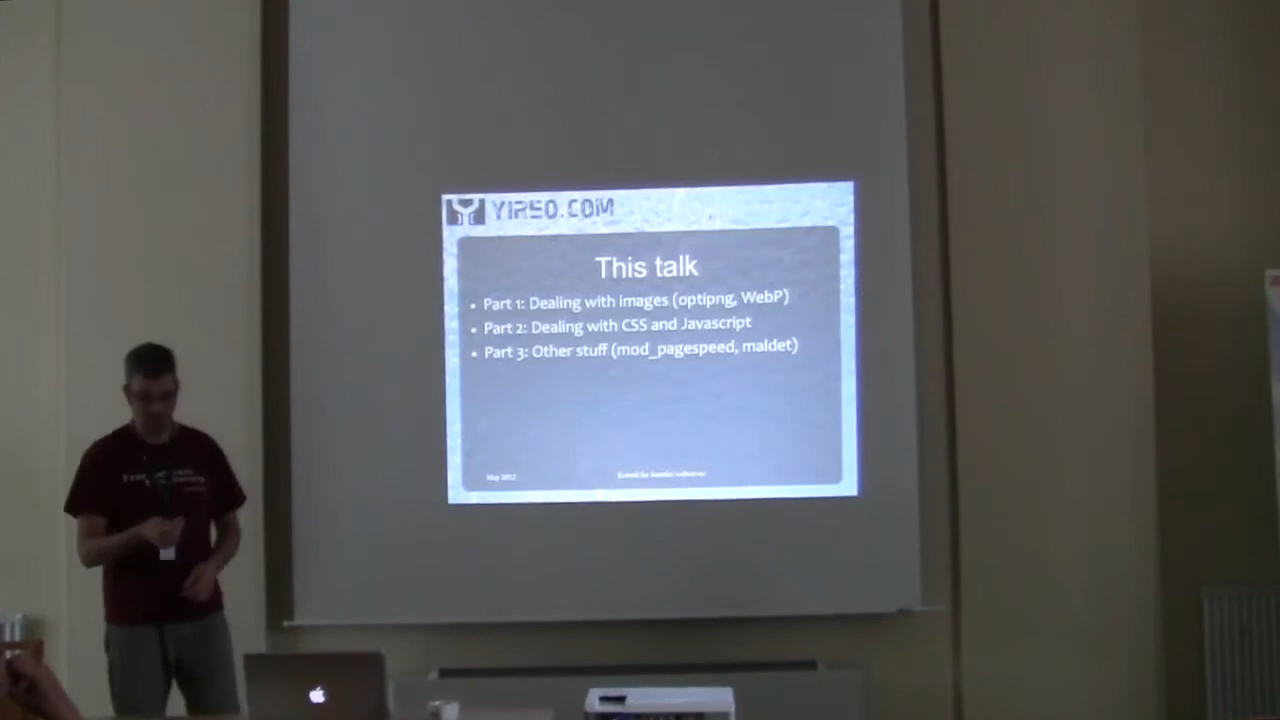 YIREO.COM
This talk
• Part 1: Dealing with images (optipng, WebP)
• Part 2: Dealing with CSS and Javascript
• Part 3: Other stuff (mod_pagespeed, maldet)
May 2012